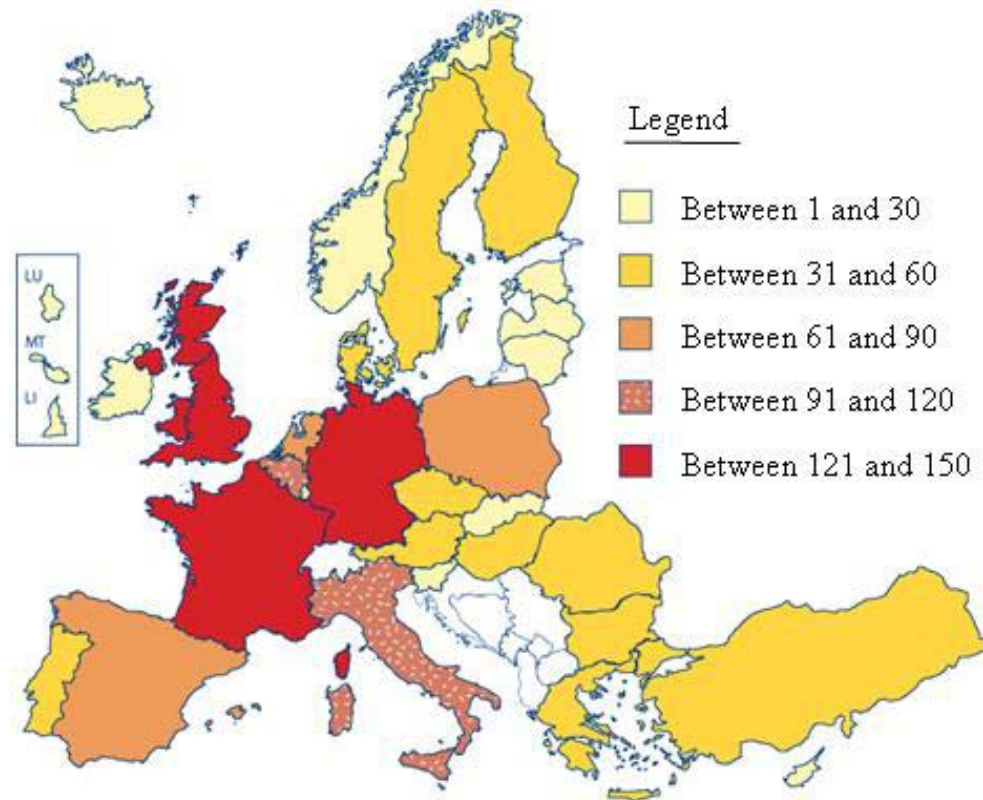 Legend
Between 1 and 30
Between 31 and 60
Between 61 and 90
Between 91 and 120
Between 121 and 150
LU
MT
LI